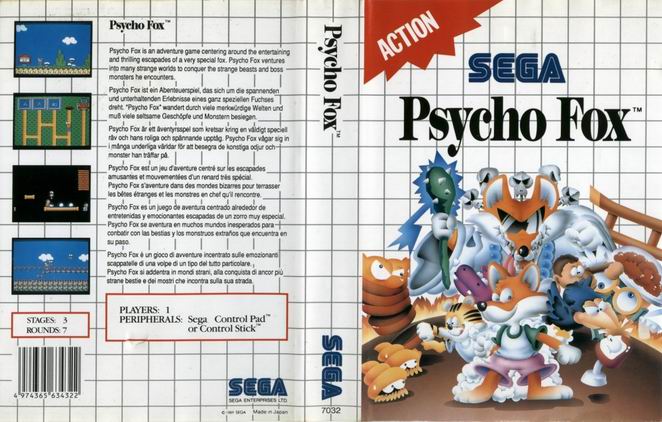 Psycho Fox™
Psycho Fox is an adventure game centering around the entertaining
and thrilling escapades of a very special fox. Psycho Fox ventures
into many strange worlds to conquer the strange beasts and boss
monsters he encounters.
Psycho Fox ist ein Abenteuerspiel, das sich um die spannenden
und unterhaltenden Erlebnisse eines ganz speziellen Fuchses
dreht. "Psycho Fox" wandert durch viele merkwürdige Welten und
muß viele seltsame Geschöpfe und Monstern besiegen.
Psycho Fox är ett äventyrsspel som kretsar kring en väldigt speciell
räv och hans roliga och spännande upptåg. Psycho Fox vågar sig in
i många underliga världar för att besegra de konstiga odjur och
monster han träffar på.
Psycho Fox est un jeu d'aventure centré sur les escapades
amusantes et mouvementées d'un renard très spécial.
Psycho Fox s'aventure dans des mondes bizarres pour terrasser
les bêtes étranges et les monstres en chef qu'il rencontre.
Psycho Fox es un juego de aventura centrado alrededor de
entretenidas y emocionantes escapadas de un zorro muy especial.
Psycho Fox se aventura en muchos mundos inesperados para
combatir con las bestias y los monstruos extraños que encuentra en
su paso.
Psycho Fox è un gioco di avventure incentrato sulle emozionanti
scappatelle di una volpe di un tipo del tutto particolare.
Psycho Fox si addentra in mondi strani, alla conquista di ancor più
strane bestie e dei mostri che incontra sulla sua strada.
STAGES: 3
ROUNDS: 7
PLAYERS: 1
PERIPHERALS: Sega Control Pad™
or Control Stick™
4 974365 634322
SEGA
SEGA ENTERPRISES LTD.
© 1989 SEGA Made in Japan
Psycho Fox™
SEGA
7032
ACTION
SEGA
Psycho Fox™